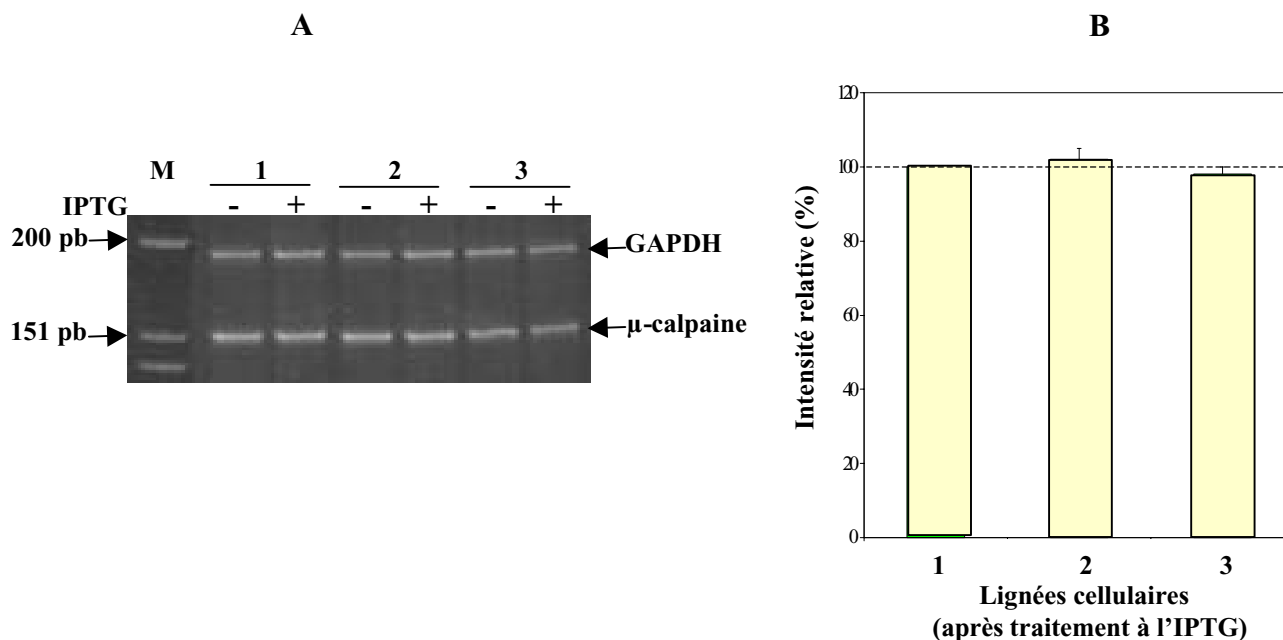 A
B
M
1
2
3
IPTG
- + - + - +
200 pb
GAPDH
151 pb
µ-calpaine
Intensité relative (%)
120
100
80
60
40
20
0
1
2
3
Lignées cellulaires
(après traitement à l’IPTG)